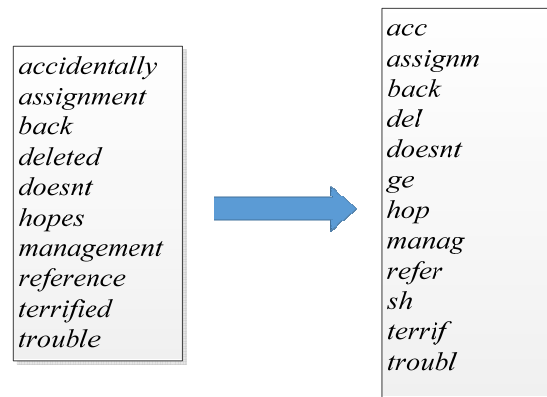 accidentally
assignment
back
deleted
doesnt
hopes
management
reference
terrified
trouble
acc
assignm
back
del
doesnt
ge
hop
manag
refer
sh
terrif
troubl